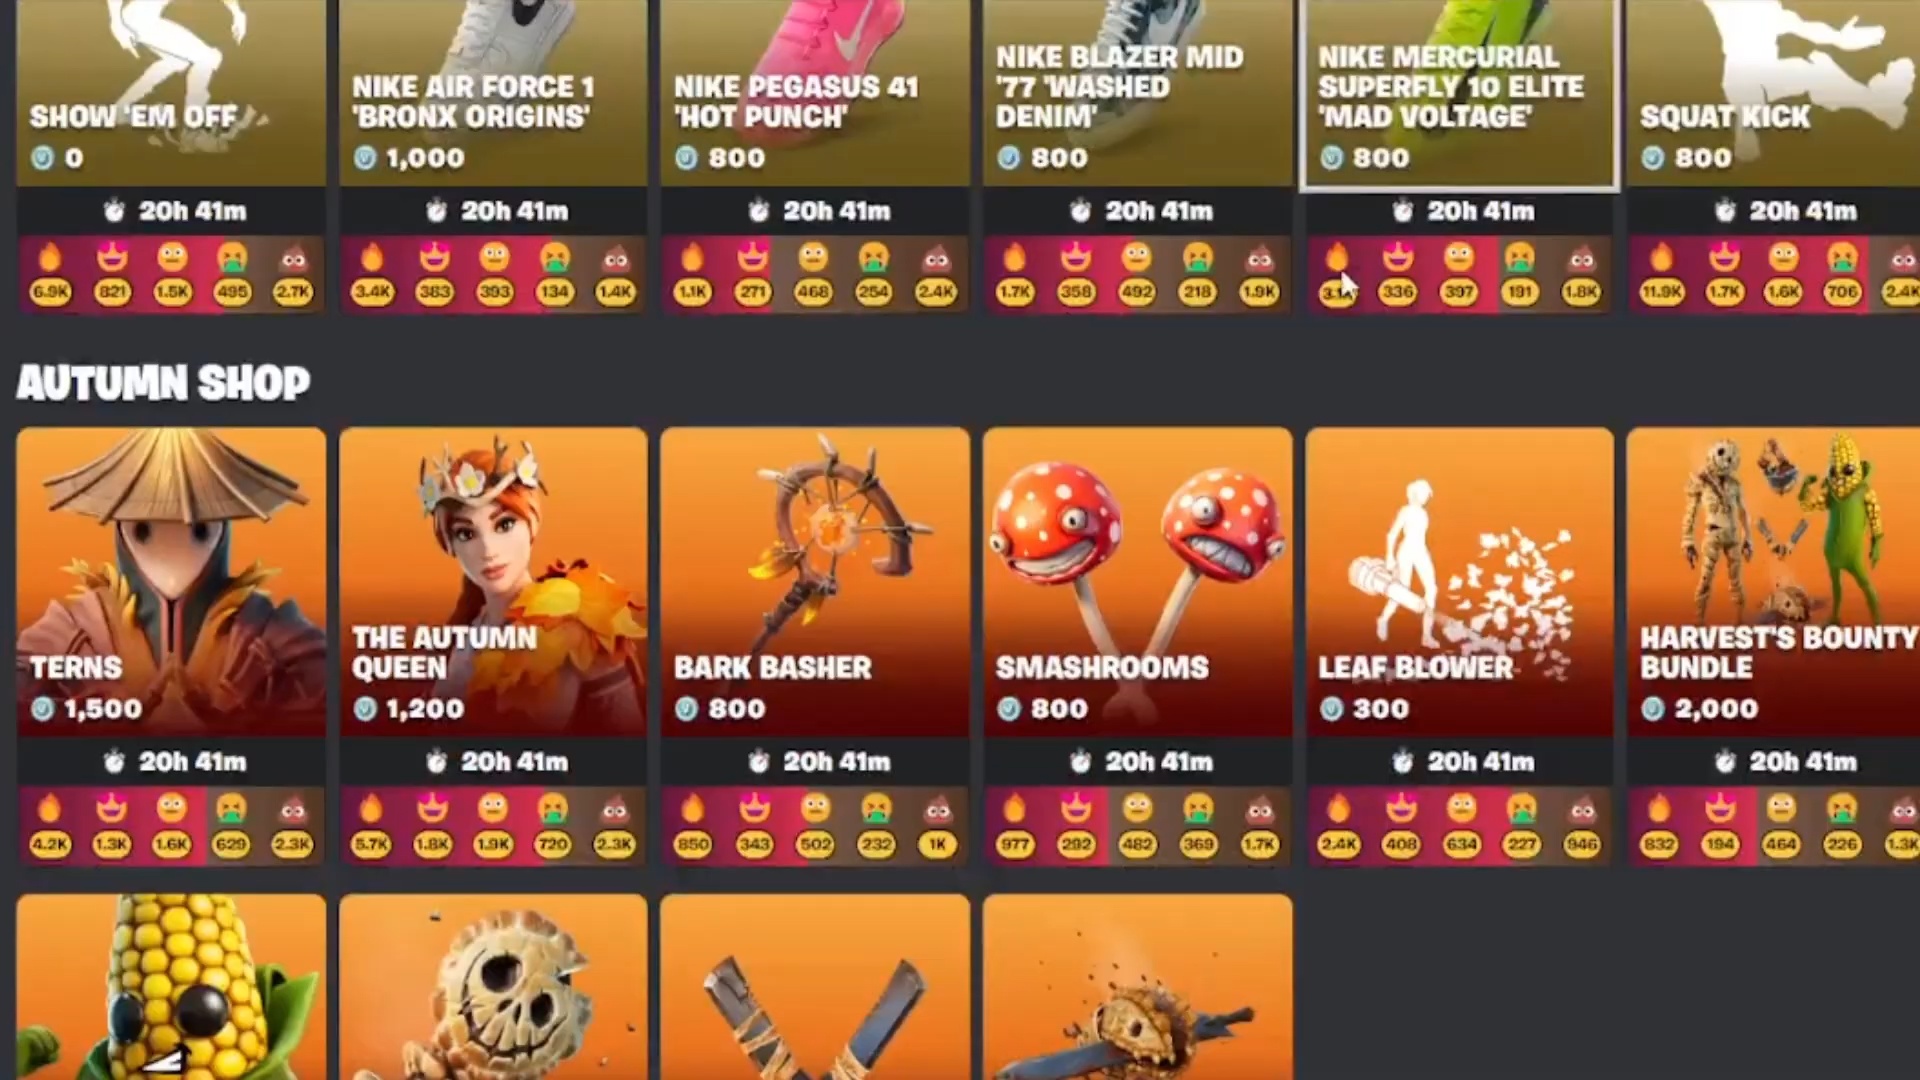 SHOW 'EM OFF
0
NIKE AIR FORCE 1
'BRONX ORIGINS'
1,000
NIKE PEGASUS 41
'HOT PUNCH'
800
NIKE BLAZER MID
'77 'WASHED
DENIM'
800
NIKE MERCURIAL
SUPERFLY 10 ELITE
'MAD VOLTAGE'
800
SQUAT KICK
800
20h 41m
20h 41m
20h 41m
20h 41m
20h 41m
20h 41m
6.9K 821 1.5K 495 2.7K
3.4K 383 393 134 1.4K
1.1K 271 468 254 2.4K
1.7K 358 492 218 1.9K
336 397 191 1.8K
11.9K 1.7K 1.6K 706 2.4K
AUTUMN SHOP
TERNS
1,500
THE AUTUMN
QUEEN
1,200
BARK BASHER
800
SMASHROOMS
800
LEAF BLOWER
300
HARVEST'S BOUNTY
BUNDLE
2,000
20h 41m
20h 41m
20h 41m
20h 41m
20h 41m
20h 41m
4.2K 1.3K 1.6K 629 2.3K
5.7K 1.8K 1.9K 720 2.3K
850 343 502 232 1K
977 292 482 369 1.7K
2.4K 408 634 227 946
832 194 464 226 1.3K